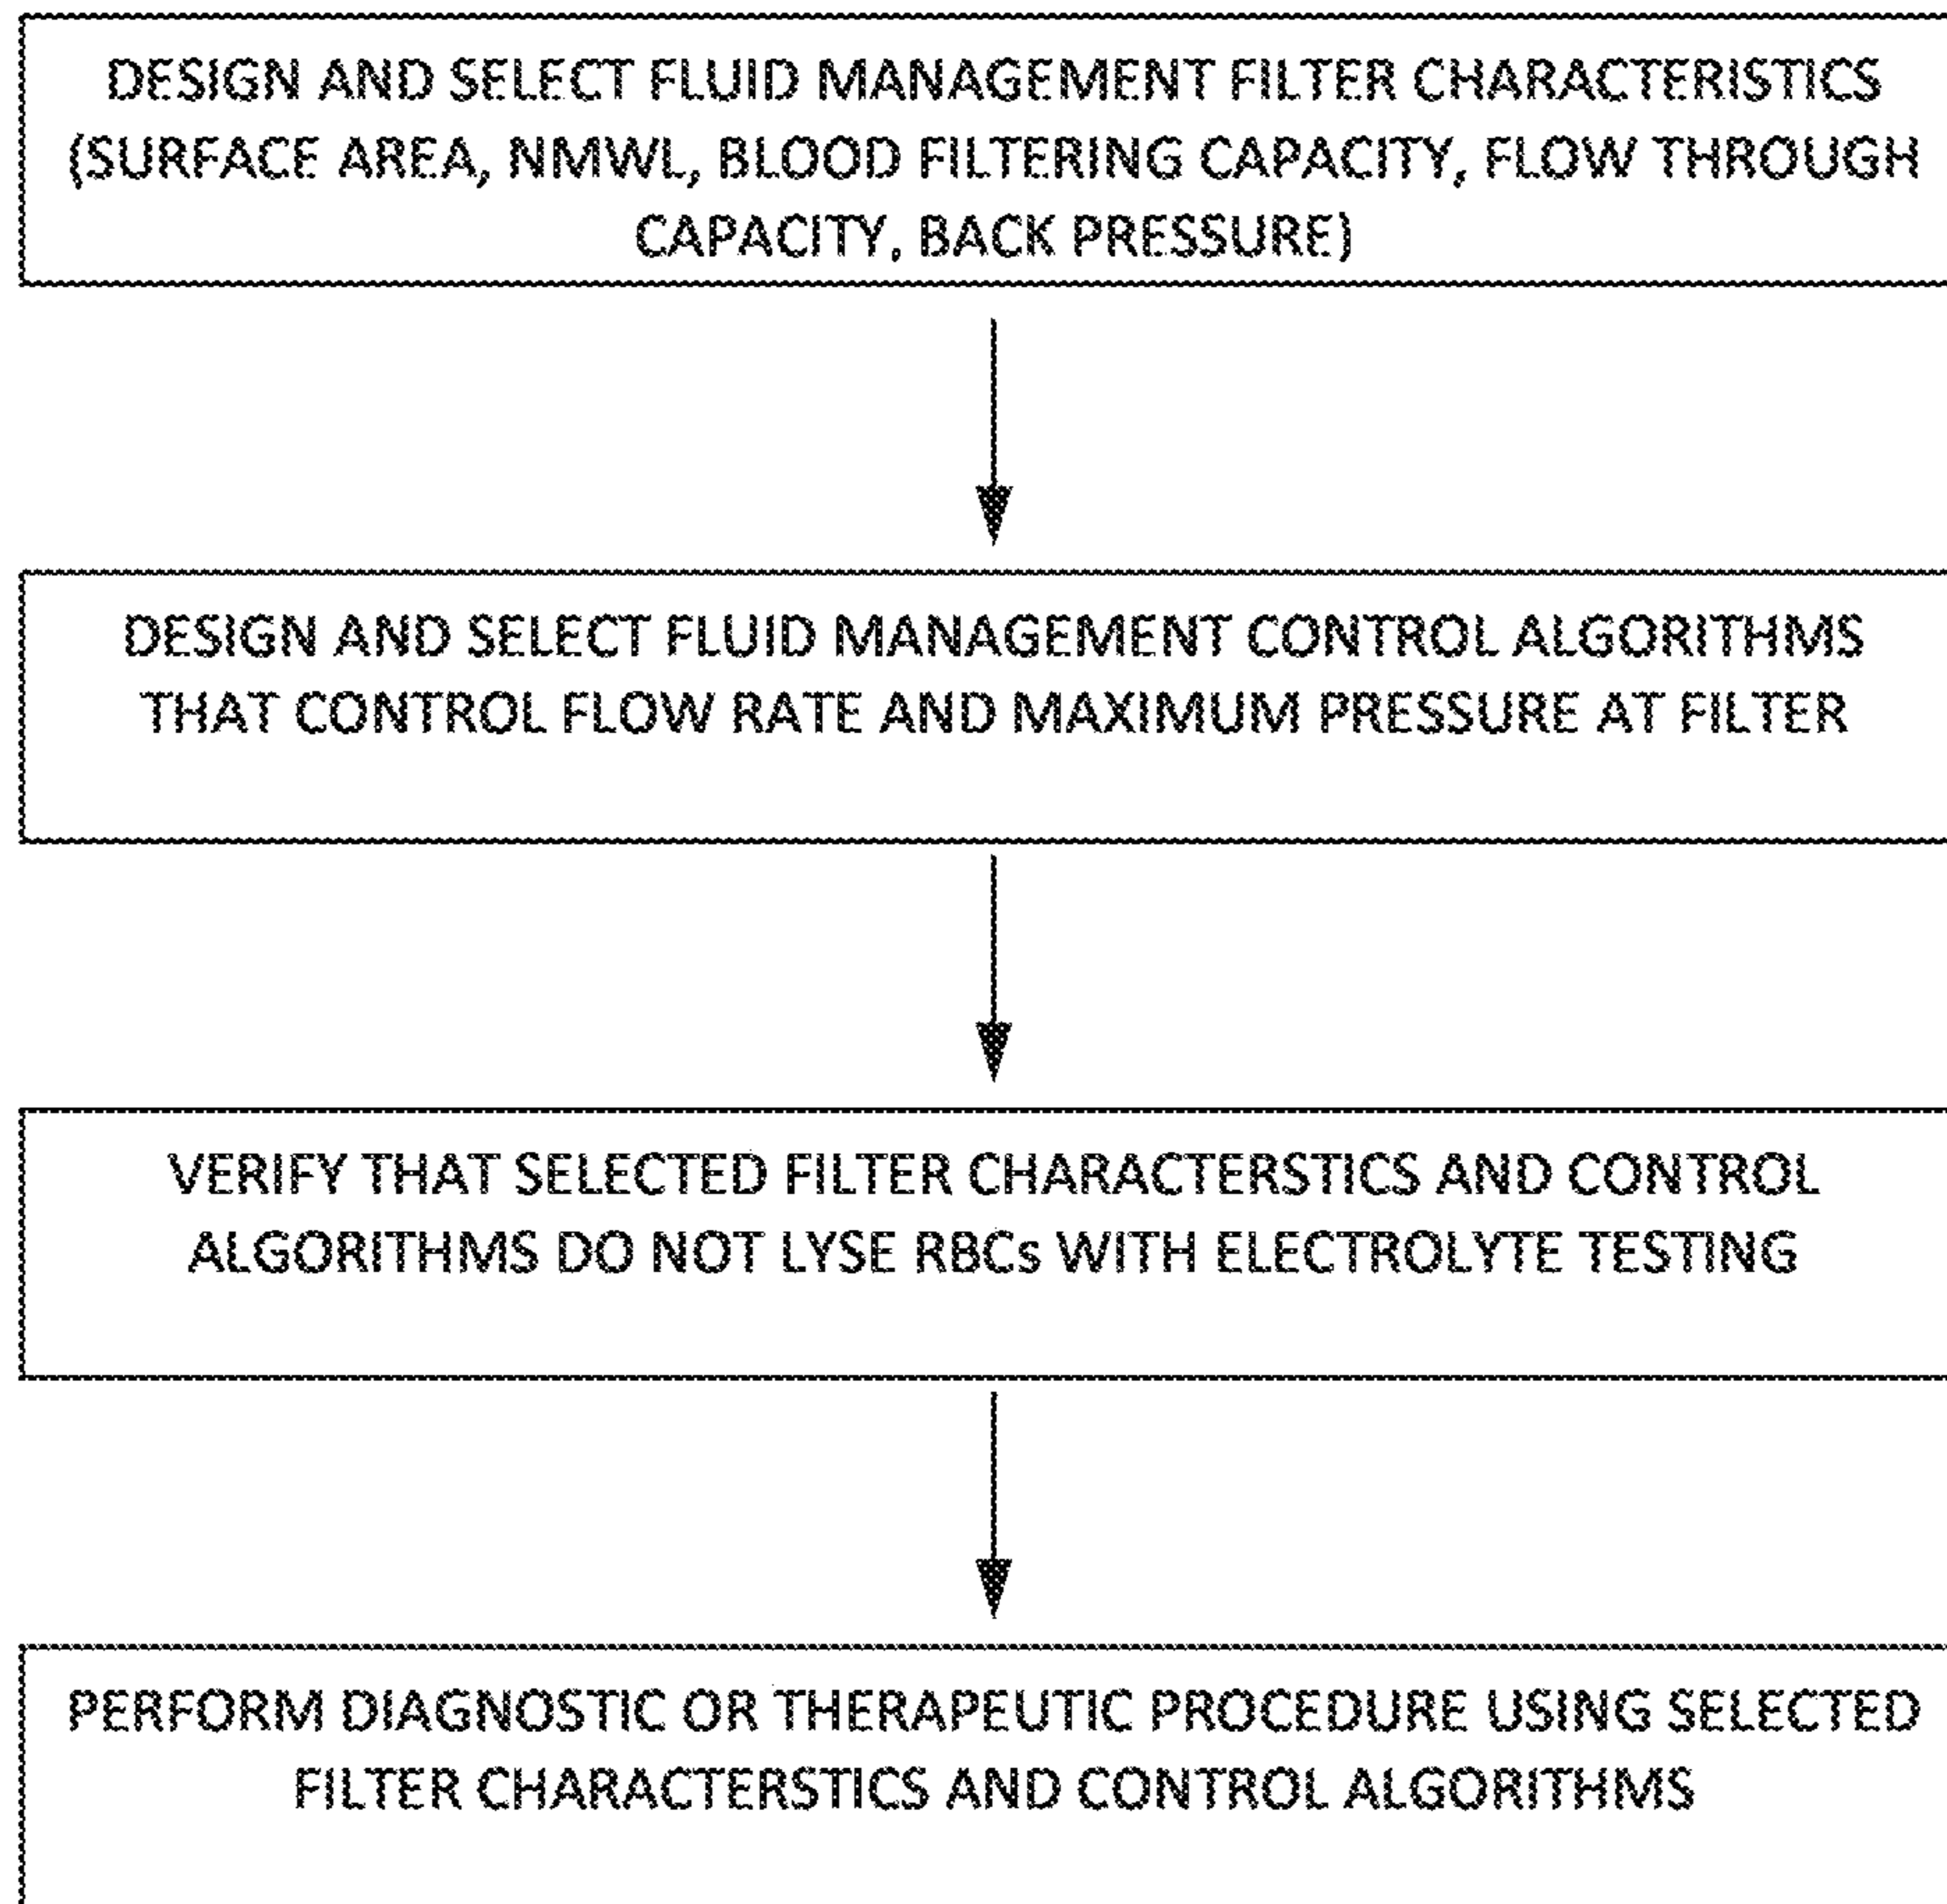 DESIGN AND SELECT FLUID MANAGEMENT FILTER CHARACTERISTICS
(SURFACE AREA, NMWL, BLOOD FILTERING CAPACITY, FLOW THROUGH
CAPACITY, BACK PRESSURE)
DESIGN AND SELECT FLUID MANAGEMENT CONTROL ALGORITHMS
THAT CONTROL FLOW RATE AND MAXIMUM PRESSURE AT FILTER
VERIFY THAT SELECTED FILTER CHARACTERSTICS AND CONTROL
ALGORITHMS DO NOT LYSE RBCs WITH ELECTROLYTE TESTING
PERFORM DIAGNOSTIC OR THERAPEUTIC PROCEDURE USING SELECTED
FILTER CHARACTERSTICS AND CONTROL ALGORITHMS